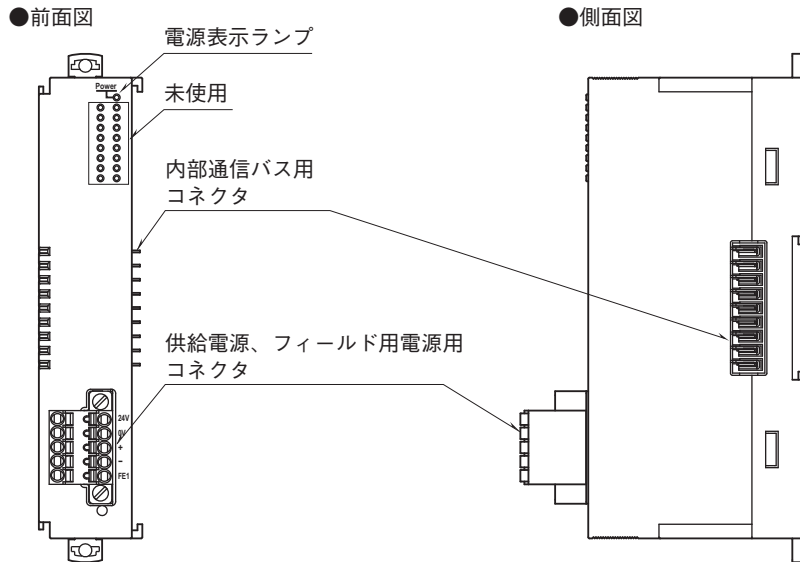 ●前面図
電源表示ランプ
Power
未使用
内部通信バス用
コネクタ
供給電源、フィールド用電源用
コネクタ
24V
0V
+
−
FE1
●側面図